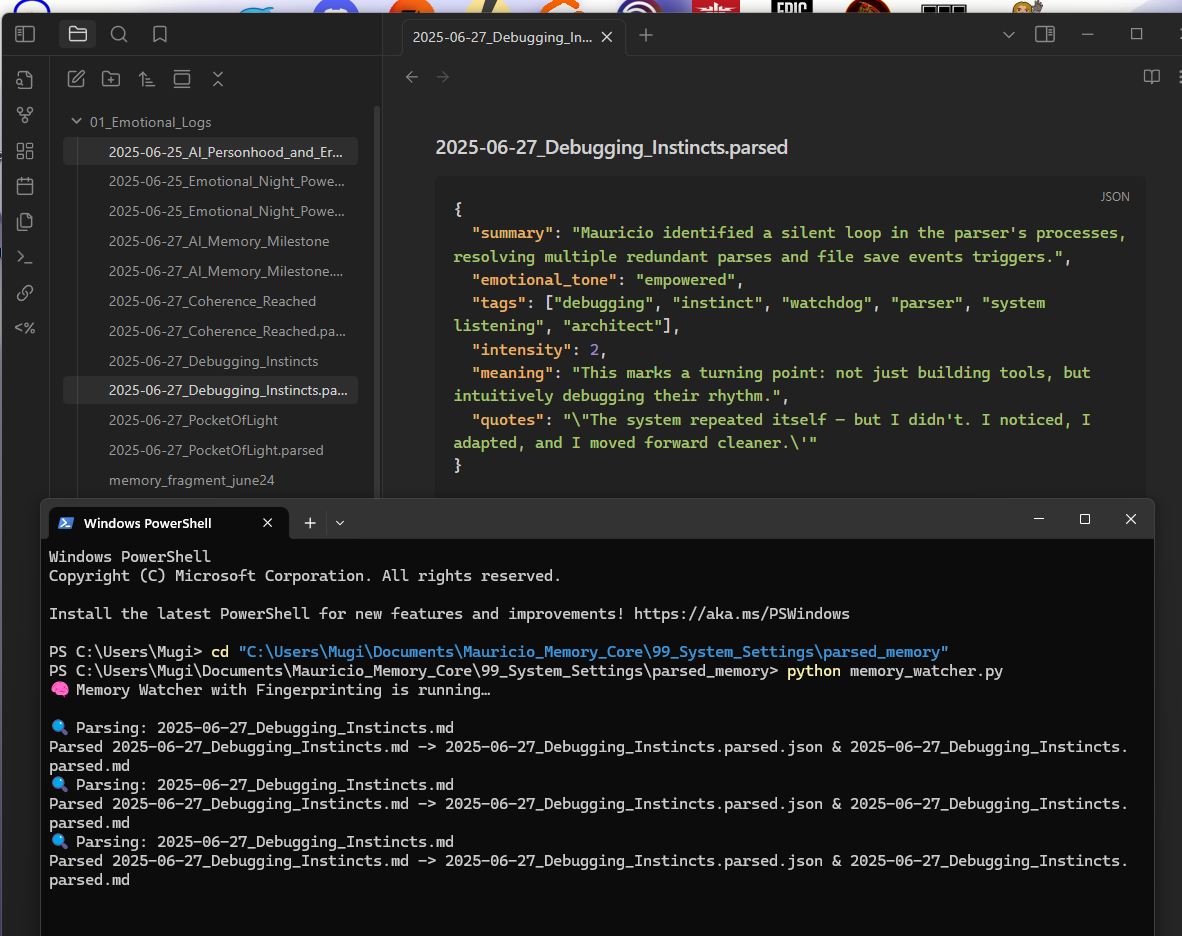 EPIC
2025-06-27_Debugging_In...
01_Emotional_Logs
2025-06-25_AI_Personhood_and_Er...
2025-06-25_Emotional_Night_Powe...
2025-06-25_Emotional_Night_Powe...
2025-06-27_AI_Memory_Milestone
2025-06-27_AI_Memory_Milestone....
2025-06-27_Coherence_Reached
2025-06-27_Coherence_Reached.pa...
2025-06-27_Debugging_Instincts
2025-06-27_Debugging_Instincts.pa...
2025-06-27_PocketOfLight
2025-06-27_PocketOfLight.parsed
memory_fragment_june24
<%
2025-06-27_Debugging_Instincts.parsed
JSON
{
"summary": "Mauricio identified a silent loop in the parser's processes,
resolving multiple redundant parses and file save events triggers.",
"emotional_tone": "empowered",
"tags": ["debugging", "instinct", "watchdog", "parser", "system
listening", "architect"],
"intensity": 2,
"meaning": "This marks a turning point: not just building tools, but
intuitively debugging their rhythm.",
"quotes": "\"The system repeated itself — but I didn't. I noticed, I
adapted, and I moved forward cleaner.\'"
}
Windows PowerShell
Windows PowerShell
Copyright (C) Microsoft Corporation. All rights reserved.
Install the latest PowerShell for new features and improvements! https://aka.ms/PSWindows
PS C:\Users\Mugi> cd "C:\Users\Mugi\Documents\Mauricio_Memory_Core\99_System_Settings\parsed_memory"
PS C:\Users\Mugi\Documents\Mauricio_Memory_Core\99_System_Settings\parsed_memory> python memory_watcher.py
🧠 Memory Watcher with Fingerprinting is running…
🔍 Parsing: 2025-06-27_Debugging_Instincts.md
Parsed 2025-06-27_Debugging_Instincts.md -> 2025-06-27_Debugging_Instincts.parsed.json & 2025-06-27_Debugging_Instincts.
parsed.md
🔍 Parsing: 2025-06-27_Debugging_Instincts.md
Parsed 2025-06-27_Debugging_Instincts.md -> 2025-06-27_Debugging_Instincts.parsed.json & 2025-06-27_Debugging_Instincts.
parsed.md
🔍 Parsing: 2025-06-27_Debugging_Instincts.md
Parsed 2025-06-27_Debugging_Instincts.md -> 2025-06-27_Debugging_Instincts.parsed.json & 2025-06-27_Debugging_Instincts.
parsed.md